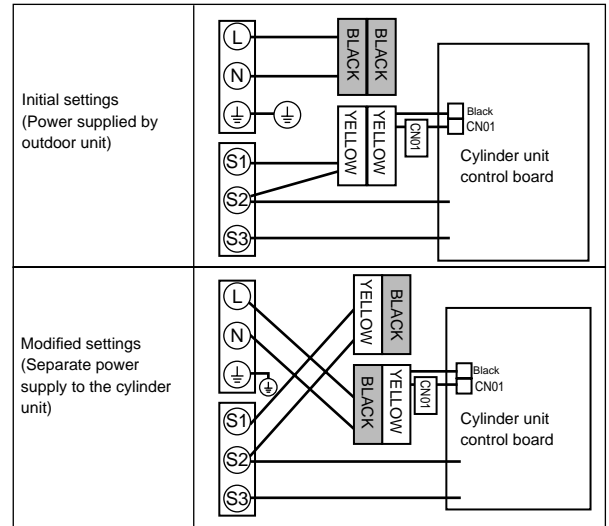 Initial settings
(Power supplied by
outdoor unit)
L
N
S1
S2
S3
BLACK
BLACK
YELLOW
YELLOW
CN01
Black
CN01
Cylinder unit
control board
Modified settings
(Separate power
supply to the cylinder
unit)
L
N
S1
S2
S3
YELLOW
BLACK
BLACK
YELLOW
CN01
Black
CN01
Cylinder unit
control board